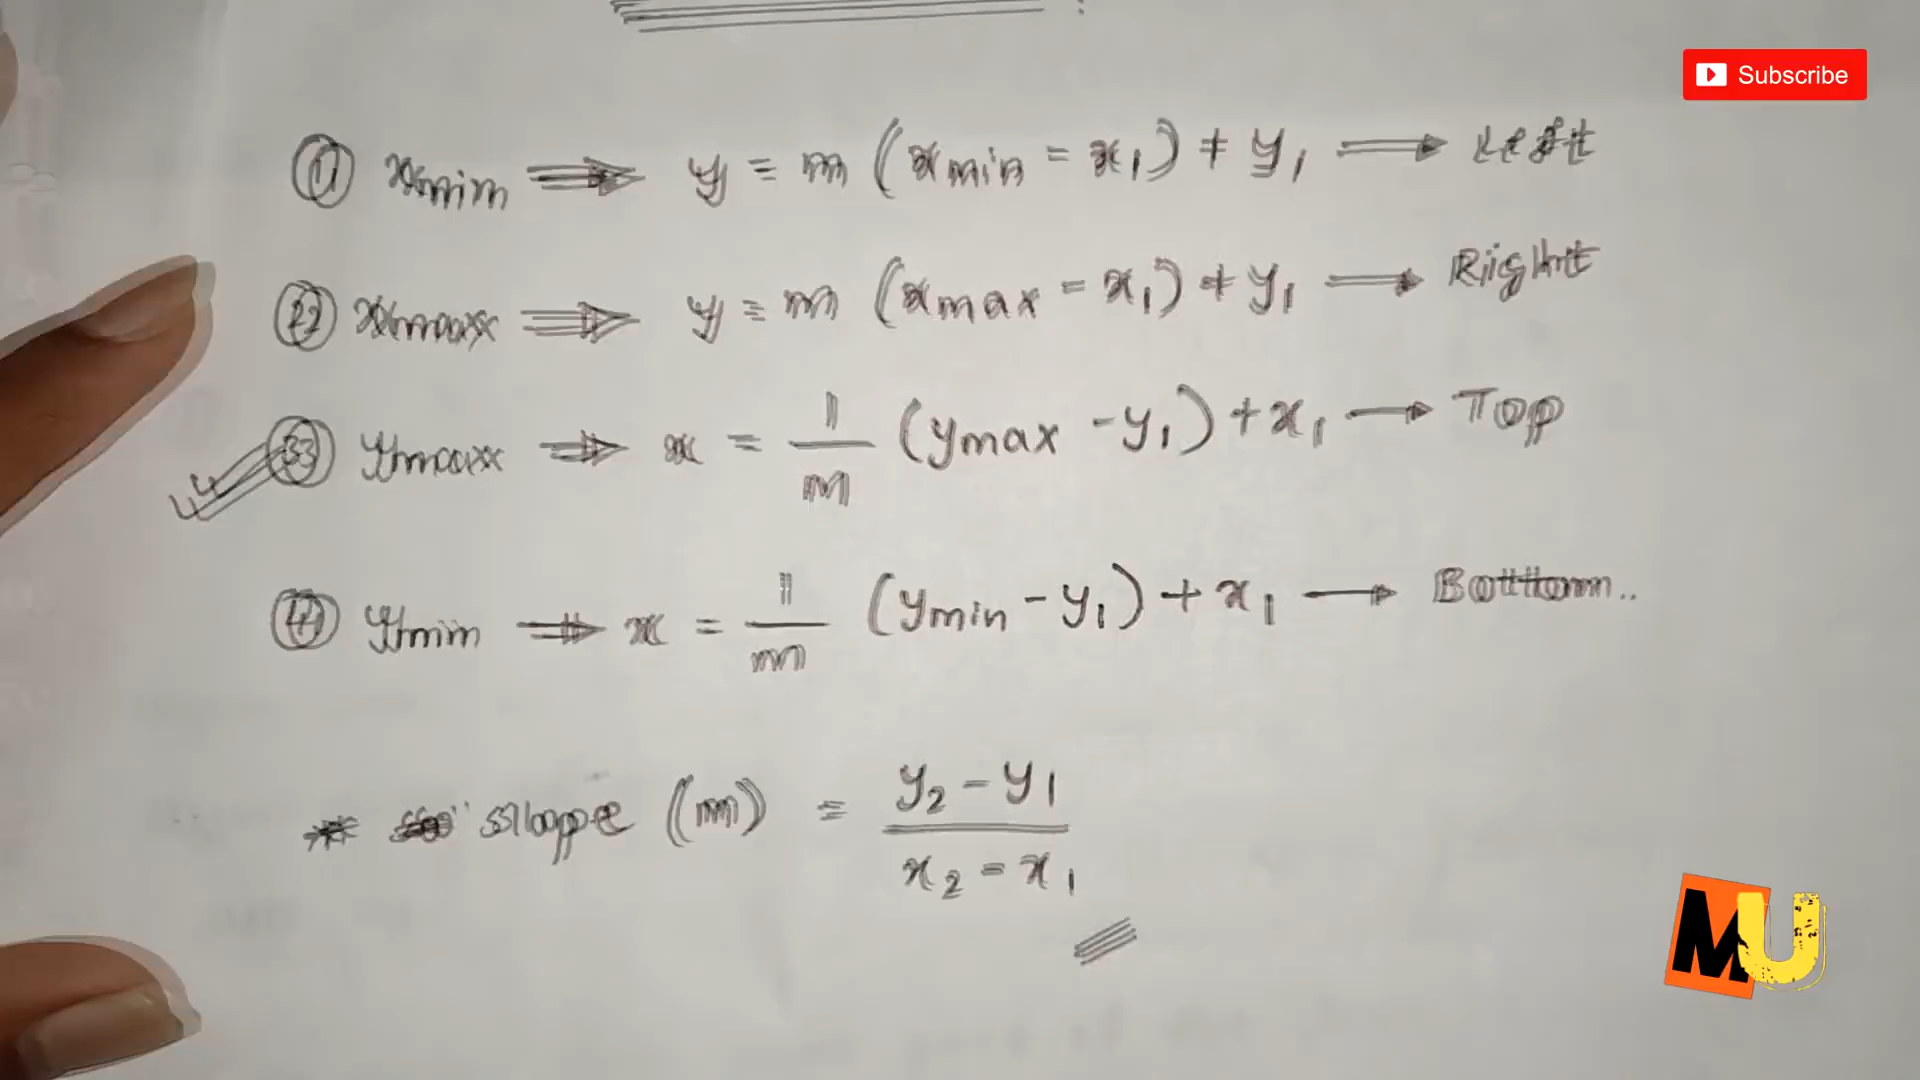 Subscribe
① xmin ⟹ y = m (xmin - x1) + y1 → Left
② xmax ⟹ y = m (xmax - x1) + y1 → Right
③ ymax ⟹ x = 1/m (ymax - y1) + x1 → Top
④ ymin ⟹ x = 1/m (ymin - y1) + x1 → Bottom..
* Slope (m) = y2 - y1 / x2 - x1
MU